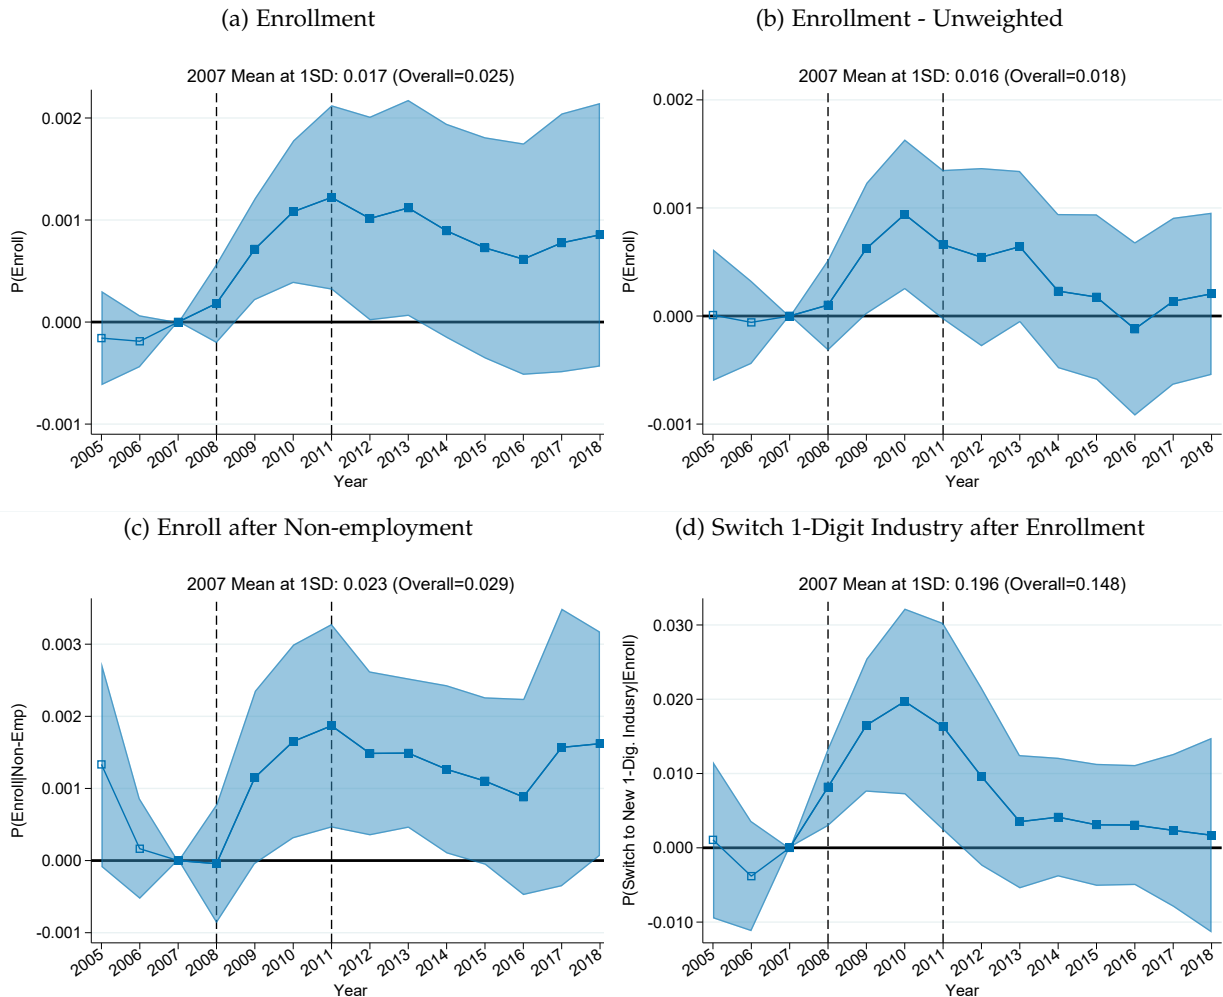 (a) Enrollment
2007 Mean at 1SD: 0.017 (Overall=0.025)
P(Enroll)
0.002
0.001
0.000
-0.001
2005 2006 2007 2008 2009 2010 2011 2012 2013 2014 2015 2016 2017 2018
Year
(b) Enrollment - Unweighted
2007 Mean at 1SD: 0.016 (Overall=0.018)
P(Enroll)
0.002
0.001
0.000
-0.001
2005 2006 2007 2008 2009 2010 2011 2012 2013 2014 2015 2016 2017 2018
Year
(c) Enroll after Non-employment
2007 Mean at 1SD: 0.023 (Overall=0.029)
P(Enroll|Non-Emp)
0.003
0.002
0.001
0.000
-0.001
2005 2006 2007 2008 2009 2010 2011 2012 2013 2014 2015 2016 2017 2018
Year
(d) Switch 1-Digit Industry after Enrollment
2007 Mean at 1SD: 0.196 (Overall=0.148)
P(Switch to New 1-Dig. Indusry|Enroll)
0.030
0.020
0.010
0.000
-0.010
2005 2006 2007 2008 2009 2010 2011 2012 2013 2014 2015 2016 2017 2018
Year